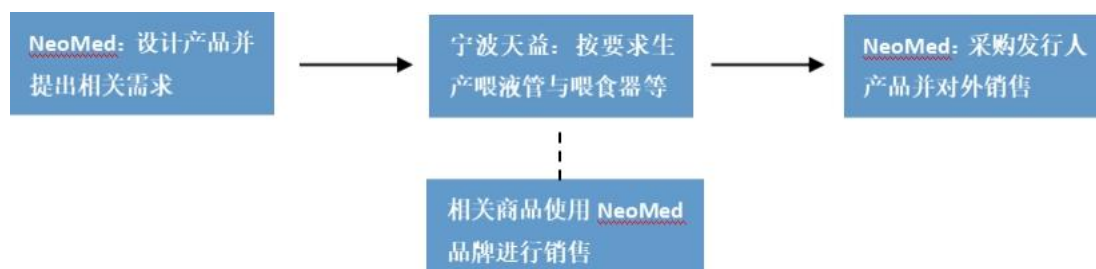 NeoMed：设计产品并
提出相关需求
宁波天益：按要求生
产喂液管与喂食器等
NeoMed：采购发行人
产品并对外销售
相关商品使用 NeoMed
品牌进行销售